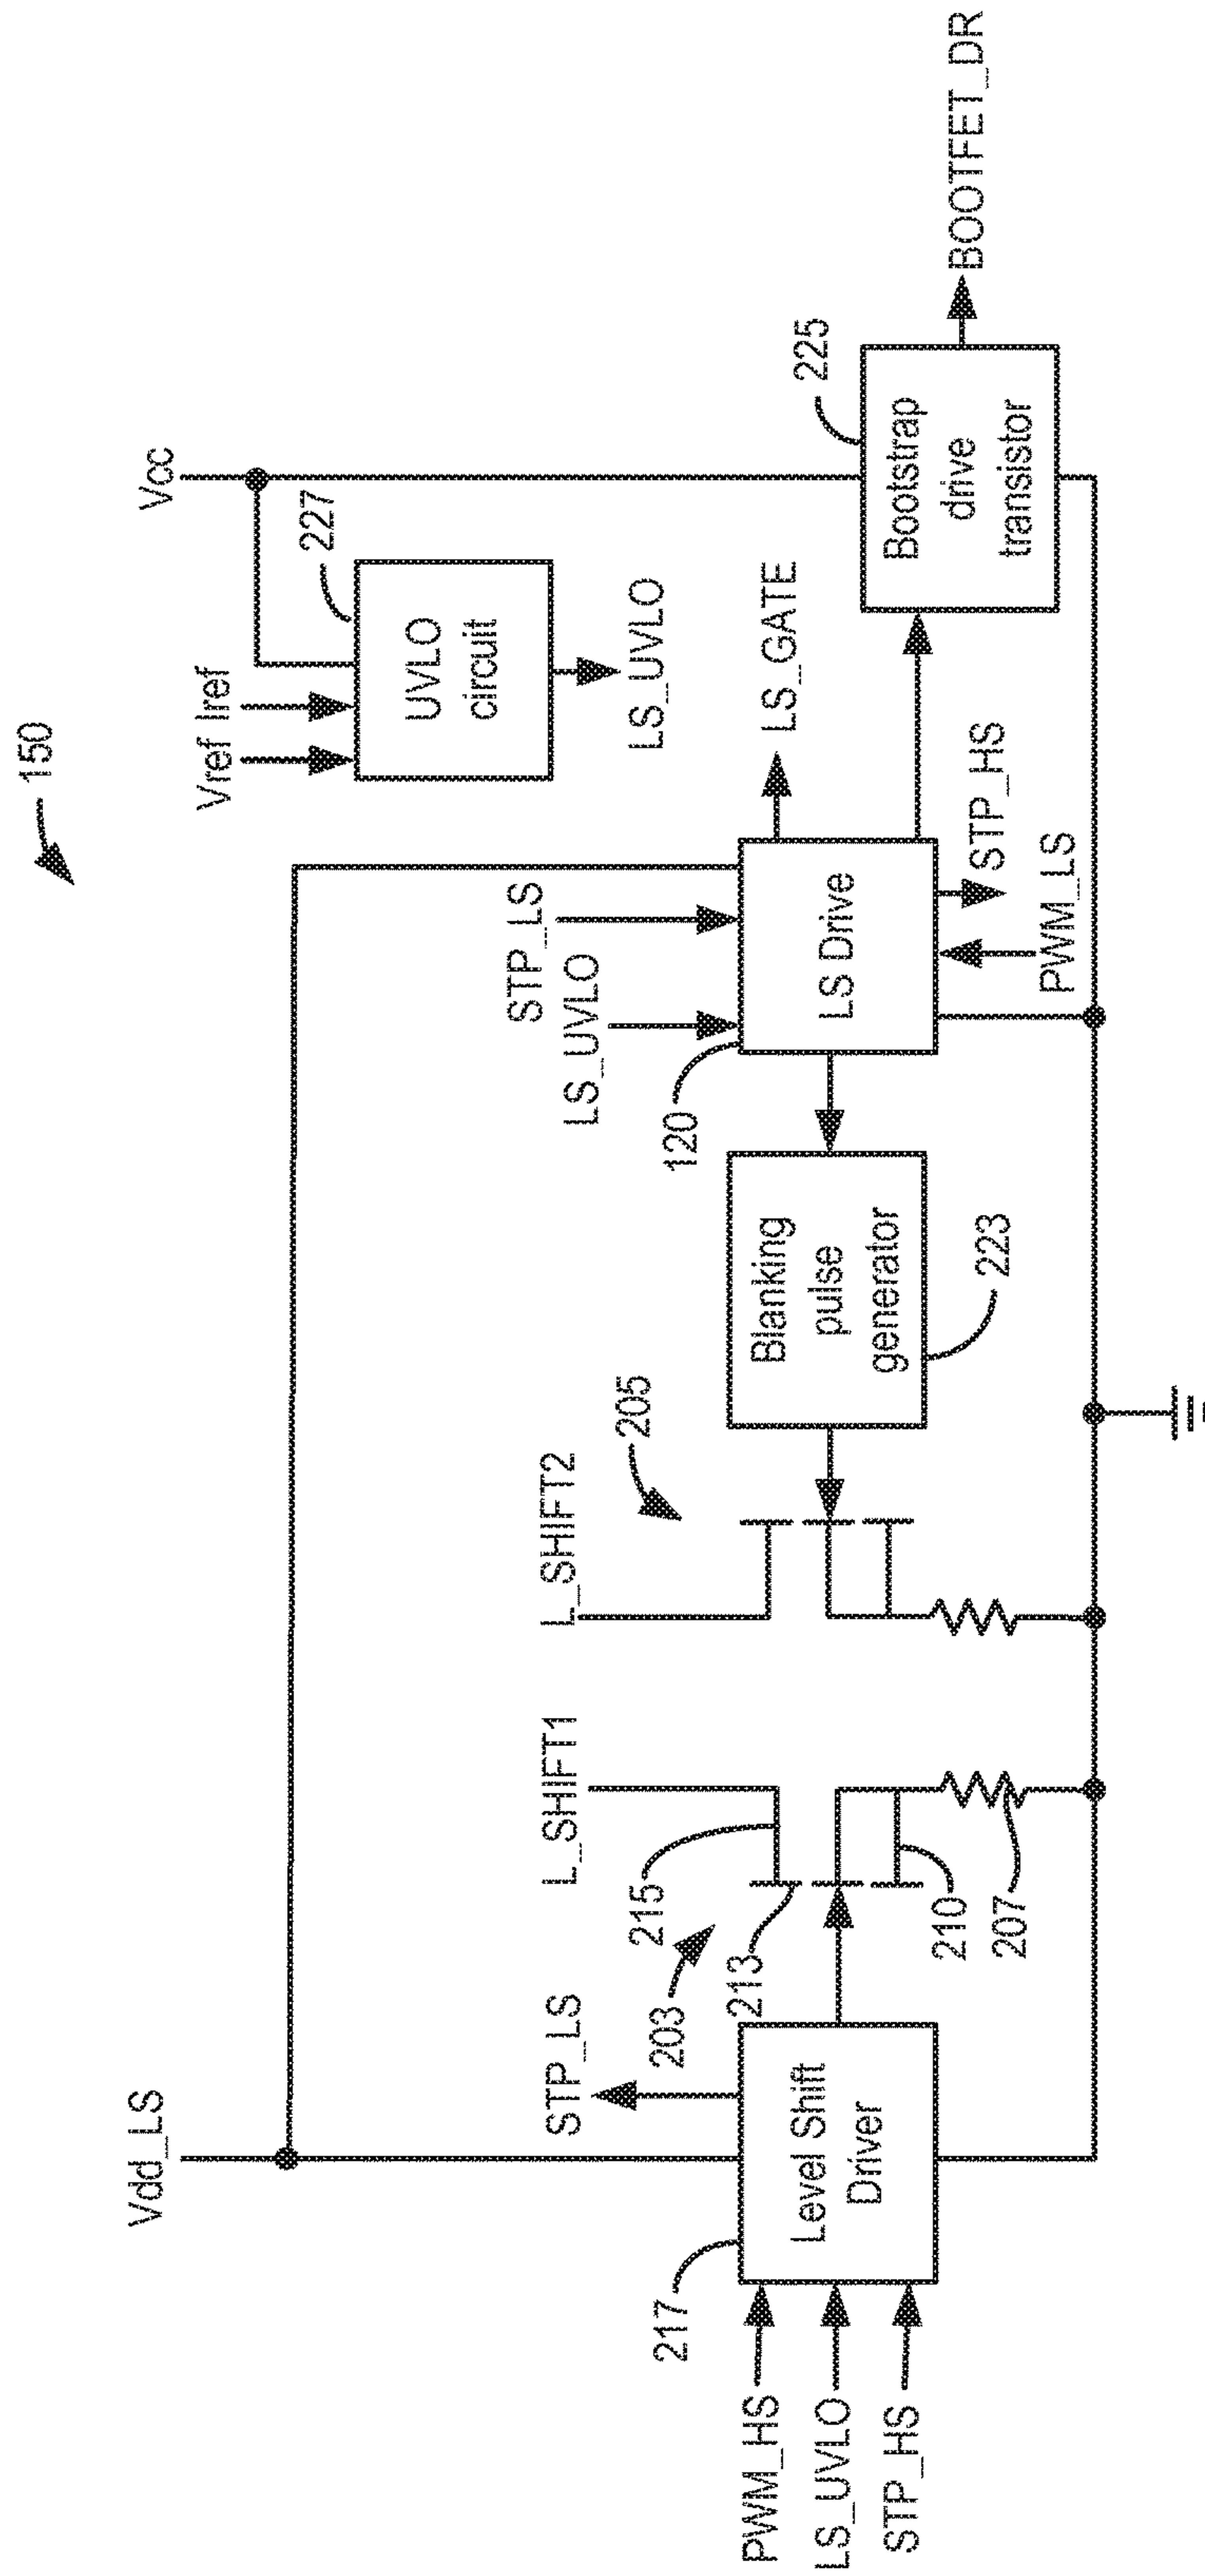 150
Vdd_LS
Vcc
Vref
Iref
227
UVLO
circuit
LS_UVLO
STP_LS
LS_UVLO
120
LS Drive
LS_GATE
STP_HS
PWM_LS
225
Bootstrap
drive
transistor
BOOTFET_DR
L_SHIFT1
L_SHIFT2
205
Blanking
pulse
generator
223
215
213
203
210
207
STP_LS
217
Level Shift
Driver
PWM_HS
LS_UVLO
STP_HS